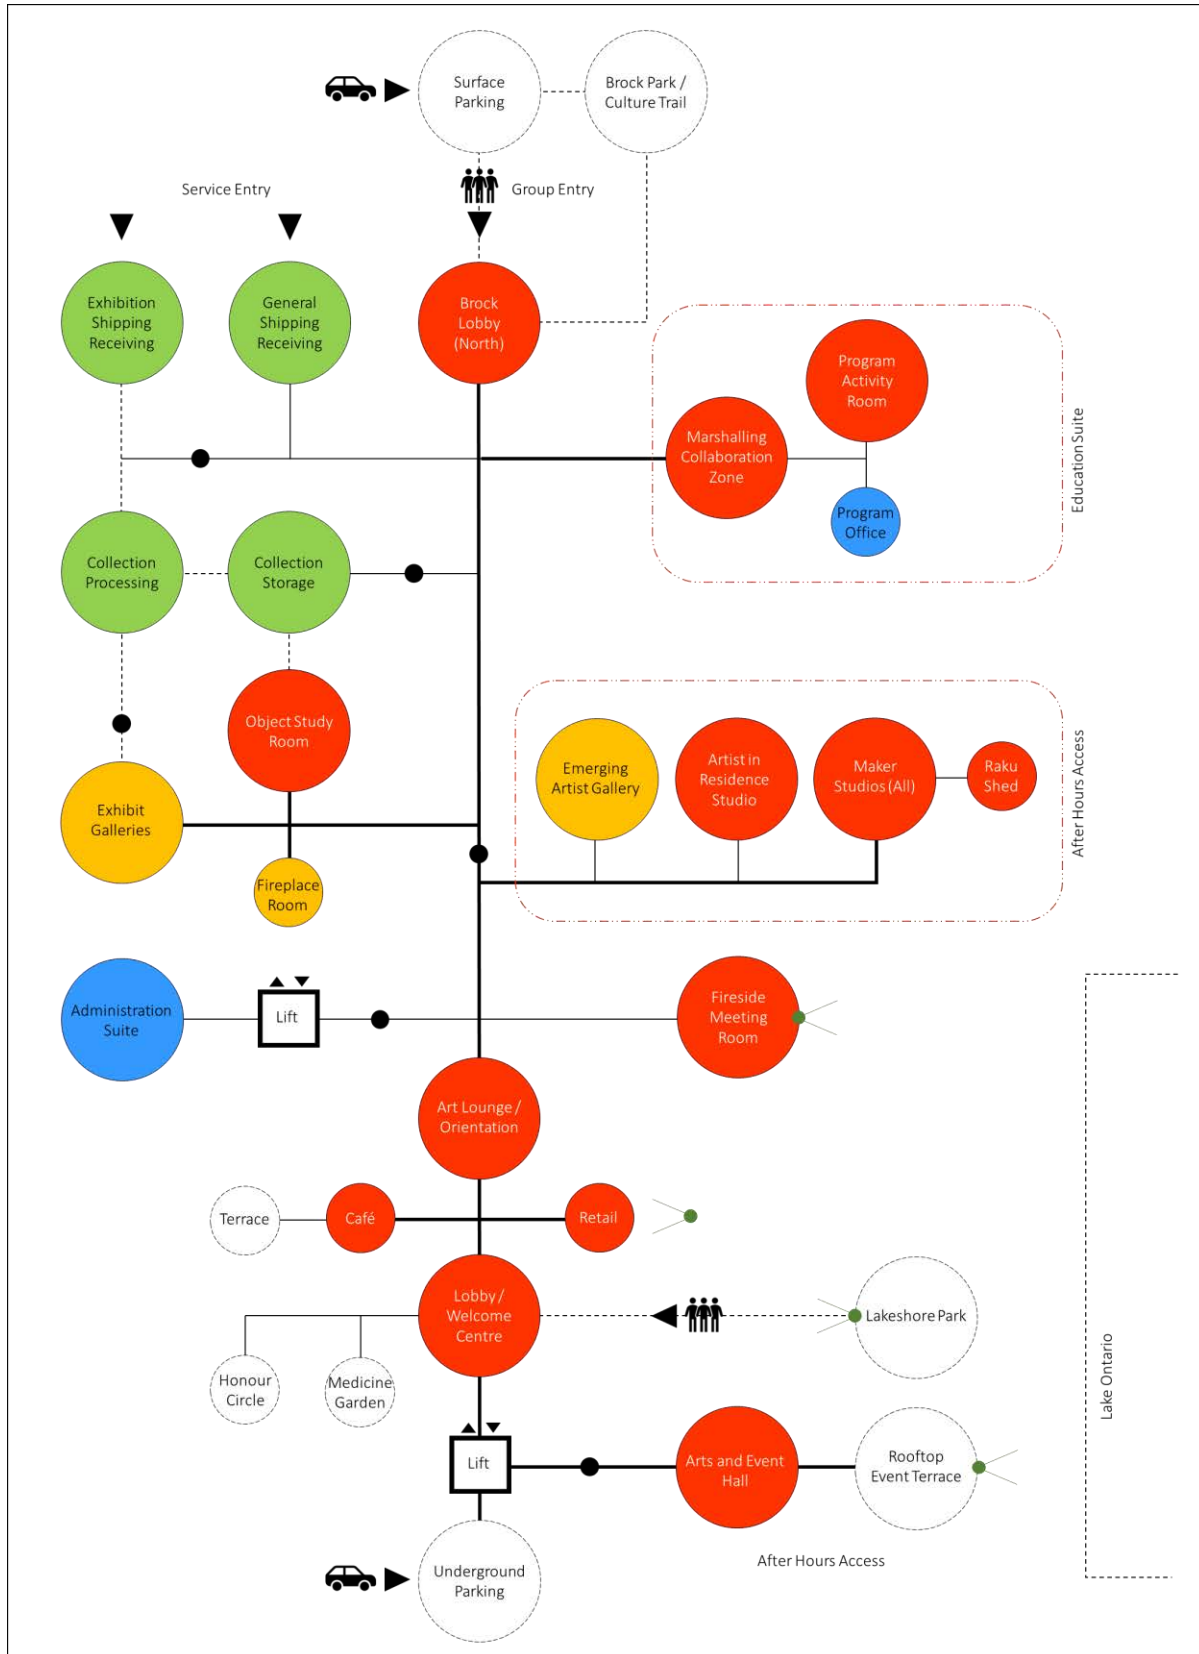 Surface
Parking
Brock Park /
Culture Trail
Service Entry
Group Entry
Exhibition
Shipping
Receiving
General
Shipping
Receiving
Brock
Lobby
(North)
Program
Activity
Room
Marshalling
Collaboration
Zone
Program
Office
Education Suite
Collection
Processing
Collection
Storage
Object Study
Room
Emerging
Artist Gallery
Artist in
Residence
Studio
Maker
Studios (All)
Raku
Shed
After Hours Access
Exhibit
Galleries
Fireplace
Room
Administration
Suite
Lift
Fireside
Meeting
Room
Art Lounge /
Orientation
Terrace
Café
Retail
Lobby /
Welcome
Centre
Lakeshore Park
Honour
Circle
Medicine
Garden
Lake Ontario
Lift
Arts and Event
Hall
Rooftop
Event Terrace
After Hours Access
Underground
Parking